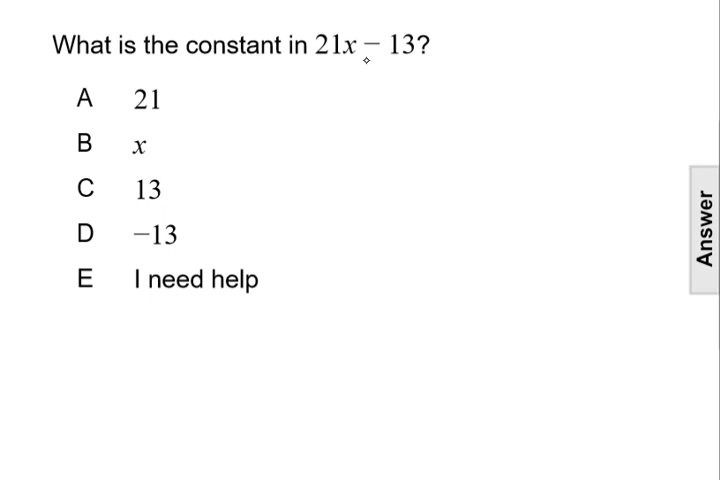 What is the constant in 21x − 13?
A 21
B x
C 13
D −13
E I need help
Answer